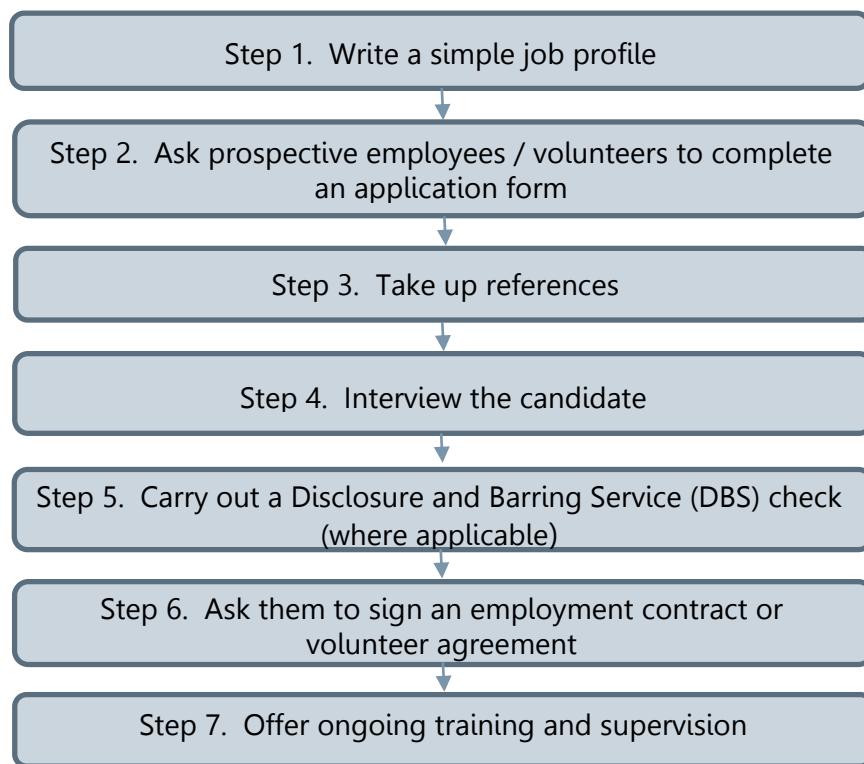 Step 1.  Write a simple job profile
Step 2.  Ask prospective employees / volunteers to complete
an application form
Step 3.  Take up references
Step 4.  Interview the candidate
Step 5.  Carry out a Disclosure and Barring Service (DBS) check
(where applicable)
Step 6.  Ask them to sign an employment contract or
volunteer agreement
Step 7.  Offer ongoing training and supervision